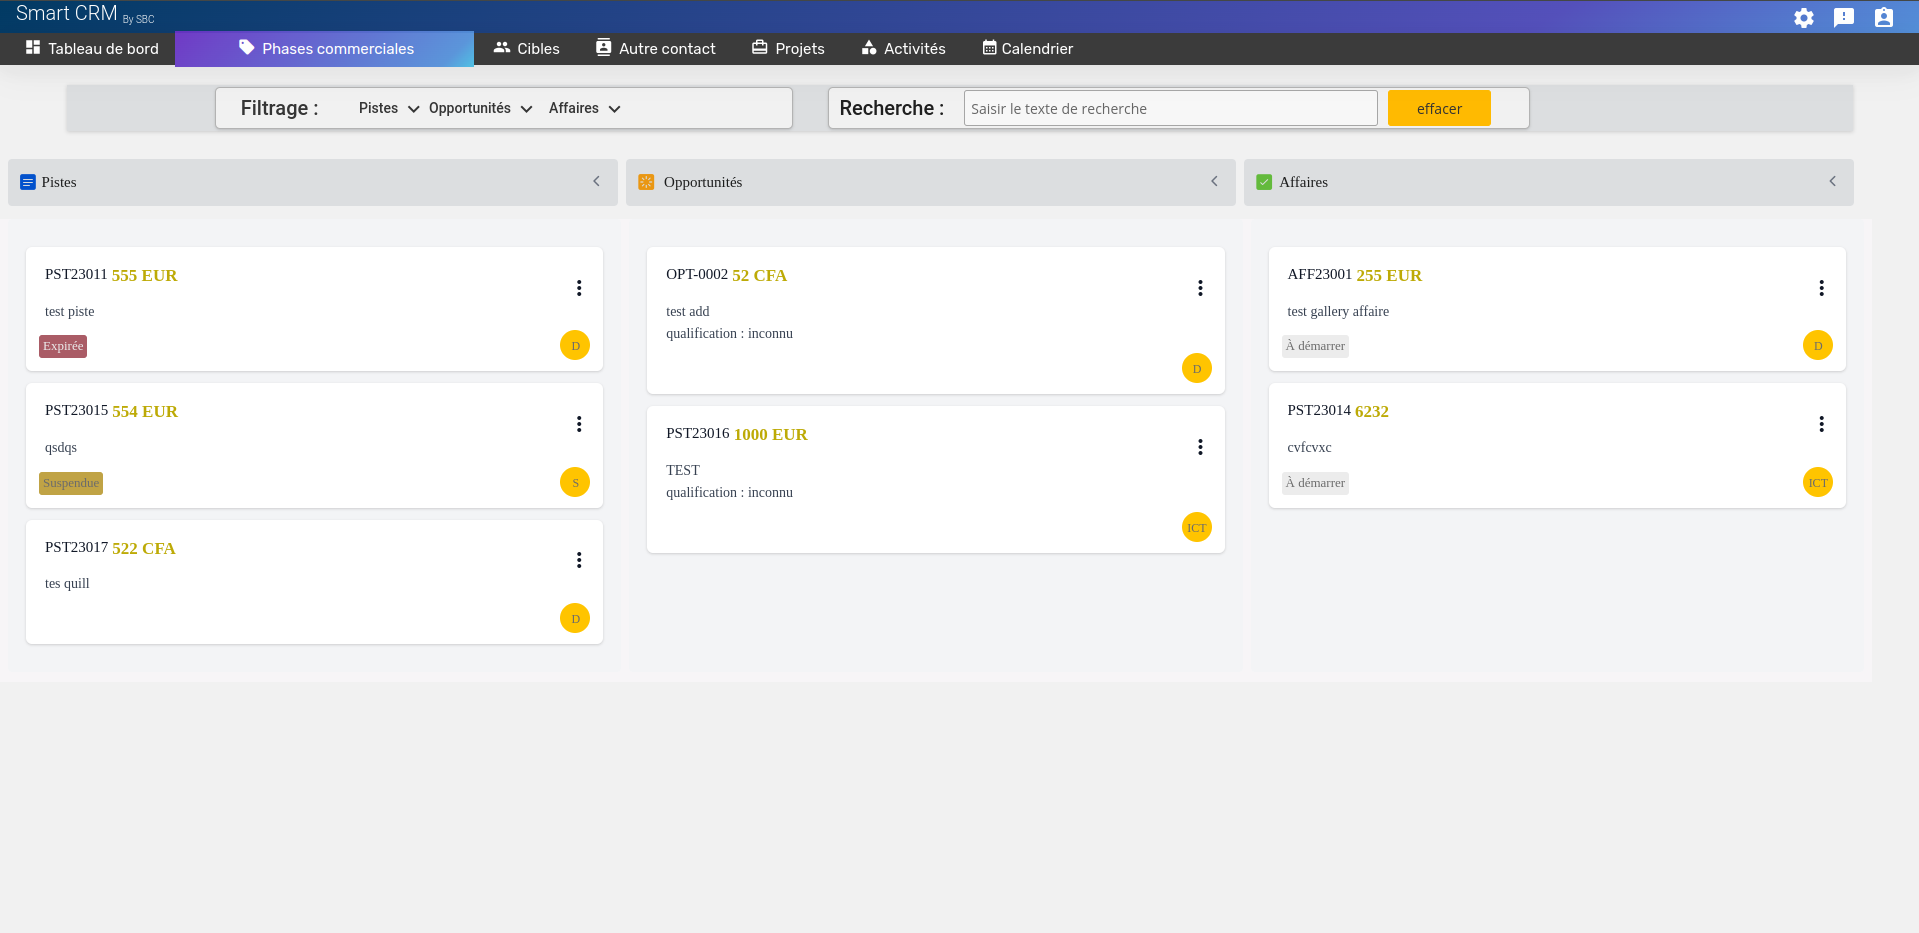 Smart CRM By SBC
Tableau de bord Phases commerciales Cibles Autre contact Projets Activités Calendrier
Filtrage : Pistes Opportunités Affaires Recherche : Saisir le texte de recherche effacer
Pistes
PST23011 555 EUR
test piste
Expirée D
PST23015 554 EUR
qsdqs
Suspendue S
PST23017 522 CFA
tes quill
D
Opportunités
OPT-0002 52 CFA
test add
qualification : inconnu
D
PST23016 1000 EUR
TEST
qualification : inconnu
ICT
Affaires
AFF23001 255 EUR
test gallery affaire
À démarrer D
PST23014 6232
cvfcvxc
À démarrer ICT